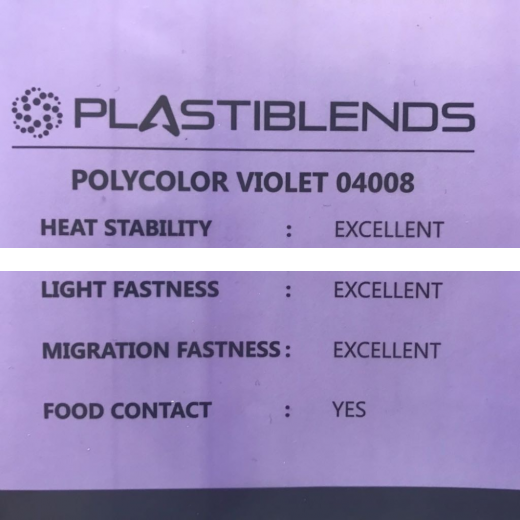 PLASTIBLENDS
POLYCOLOR VIOLET 04008
HEAT STABILITY : EXCELLENT
LIGHT FASTNESS : EXCELLENT
MIGRATION FASTNESS : EXCELLENT
FOOD CONTACT : YES